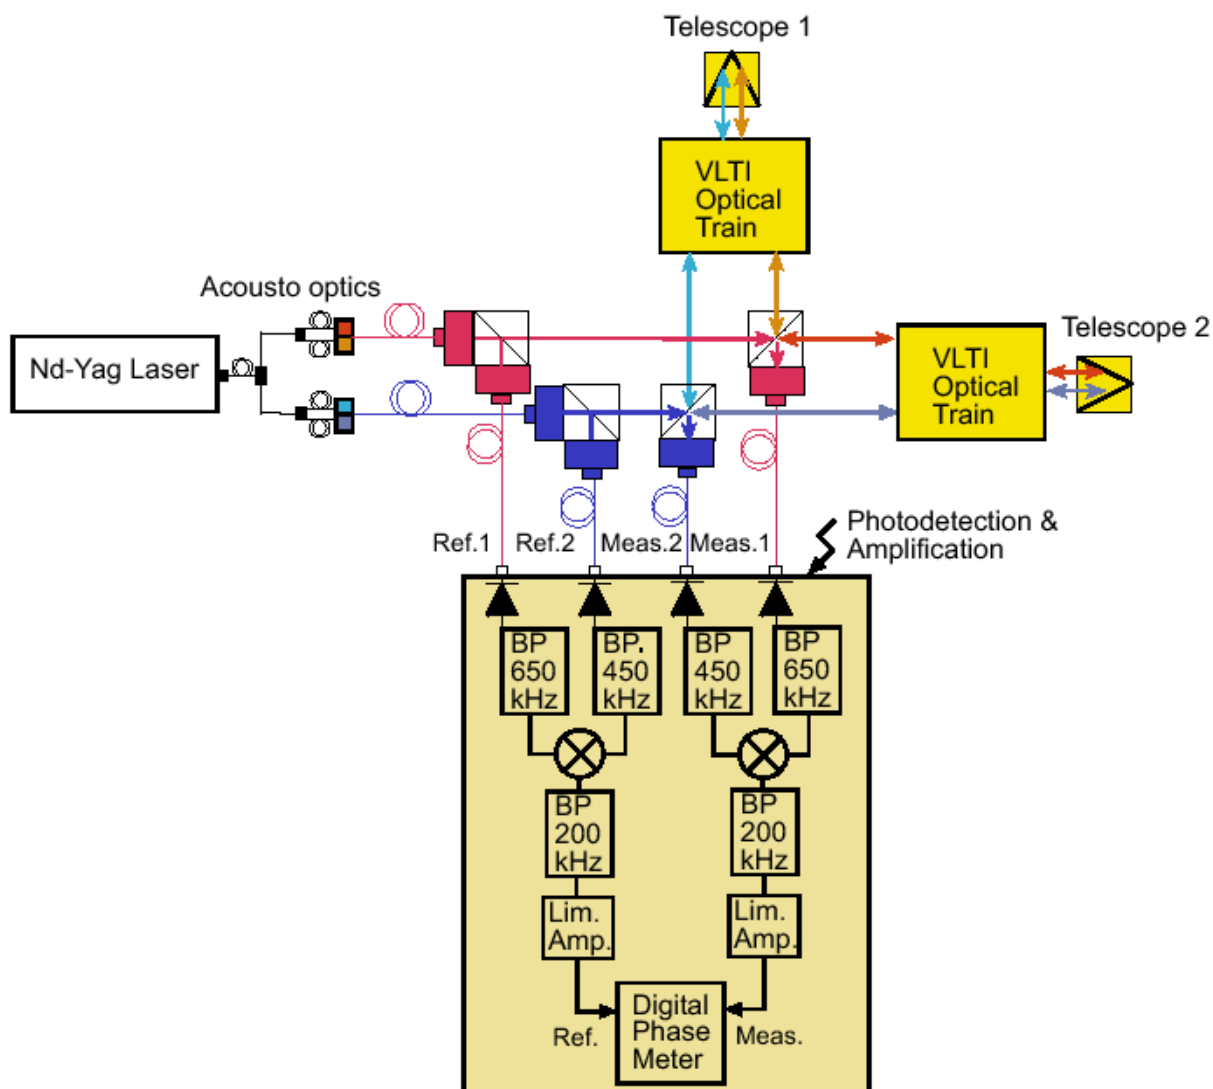 Telescope 1
VLTI
Optical
Train
Acousto optics
Nd-Yag Laser
Telescope 2
VLTI
Optical
Train
Photodetection &
Amplification
Ref.1 Ref.2 Meas.2 Meas.1
BP
650
kHz
BP.
450
kHz
BP
450
kHz
BP
650
kHz
BP
200
kHz
BP
200
kHz
Lim.
Amp.
Lim.
Amp.
Digital
Phase
Meter
Ref.
Meas.